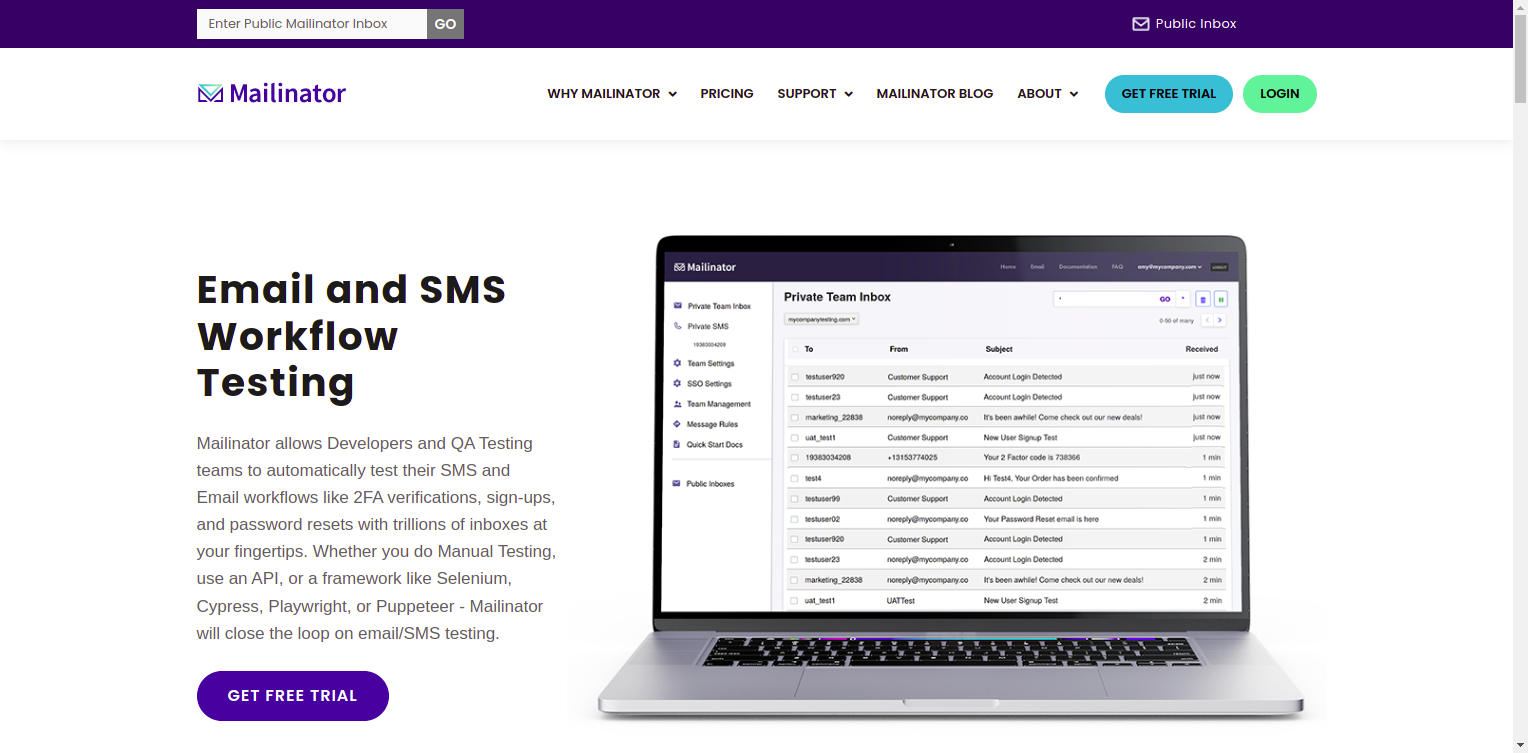 Enter Public Mailinator Inbox GO Public Inbox
Mailinator WHY MAILINATOR PRICING SUPPORT MAILINATOR BLOG ABOUT GET FREE TRIAL LOGIN
Email and SMS
Workflow
Testing
Mailinator allows Developers and QA Testing
teams to automatically test their SMS and
Email workflows like 2FA verifications, sign-ups,
and password resets with trillions of inboxes at
your fingertips. Whether you do Manual Testing,
use an API, or a framework like Selenium,
Cypress, Playwright, or Puppeteer - Mailinator
will close the loop on email/SMS testing.
GET FREE TRIAL
Mailinator Home Email Documentation FAQ amy@mycompany.com LOGOUT
Private Team Inbox
Private SMS
19383034208
Team Settings
SSO Settings
Team Management
Message Rules
Quick Start Docs
Public Inboxes
Private Team Inbox GO
mycompanytesting.com 0-50 of many
To From Subject Received
testuser920 Customer Support Account Login Detected just now
testuser23 Customer Support Account Login Detected just now
marketing_22838 noreply@mycompany.co It's been awhile! Come check out our new deals! just now
uat_test1 Customer Support New User Signup Test just now
19383034208 +13153774025 Your 2 Factor code is 738366 1 min
test4 noreply@mycompany.co Hi Test4, Your Order has been confirmed 1 min
testuser99 Customer Support Account Login Detected 1 min
testuser02 noreply@mycompany.co Your Password Reset email is here 1 min
testuser920 Customer Support Account Login Detected 1 min
testuser23 noreply@mycompany.co Account Login Detected 2 min
marketing_22838 noreply@mycompany.co It's been awhile! Come check out our new deals! 2 min
uat_test1 UATTest New User Signup Test 2 min